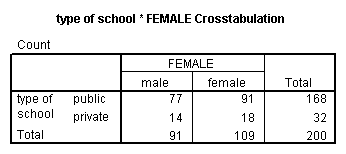 type of school * FEMALE Crosstabulation
Count
FEMALE
male female Total
type of public 77 91 168
school private 14 18 32
Total 91 109 200